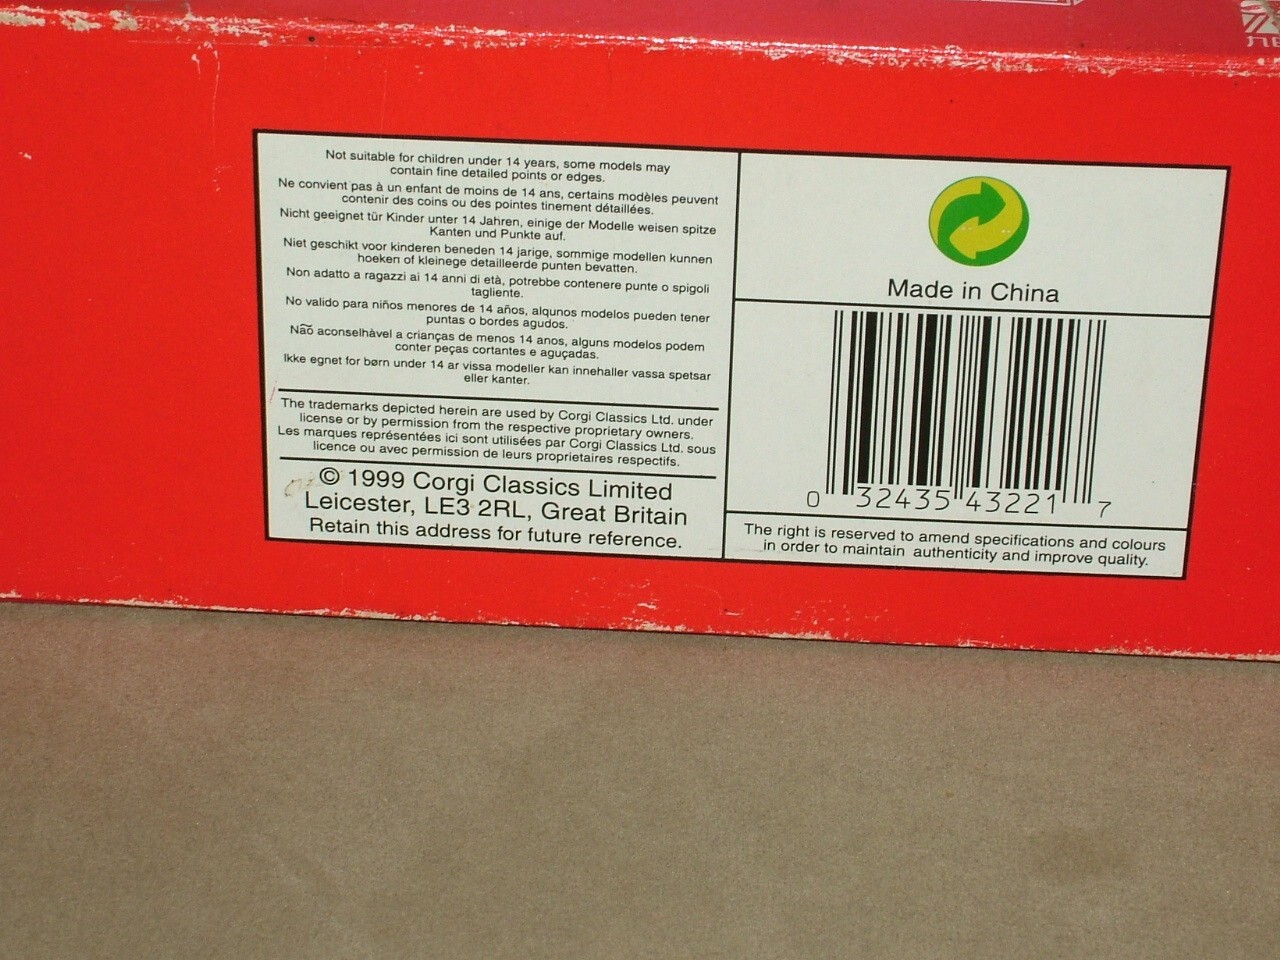 Not suitable for children under 14 years, some models may
contain fine detailed points or edges.
Ne convient pas à un enfant de moins de 14 ans, certains modèles peuvent
contenir des coins ou des pointes tinement détaillées.
Nicht geeignet tür Kinder unter 14 Jahren, einige der Modelle weisen spitze
Kanten und Punkte auf.
Niet geschikt voor kinderen beneden 14 jarige, sommige modellen kunnen
hoeken of kleinege detailleerde punten bevatten.
Non adatto a ragazzi ai 14 anni di età, potrebbe contenere punte o spigoli
tagliente.
No valido para niños menores de 14 años, alqunos modelos pueden tener
puntas o bordes agudos.
Não aconselhàvel a crianças de menos 14 anos, alguns modelos podem
conter peças cortantes e aguçadas.
Ikke egnet for børn under 14 ar vissa modeller kan innehaller vassa spetsar
eller kanter.
The trademarks depicted herein are used by Corgi Classics Ltd. under
license or by permission from the respective proprietary owners.
Les marques représentées ici sont utilisées par Corgi Classics Ltd. sous
licence ou avec permission de leurs proprietaires respectifs.
© 1999 Corgi Classics Limited
Leicester, LE3 2RL, Great Britain
Retain this address for future reference.
Made in China
0 32435 43221 7
The right is reserved to amend specifications and colours
in order to maintain authenticity and improve quality.